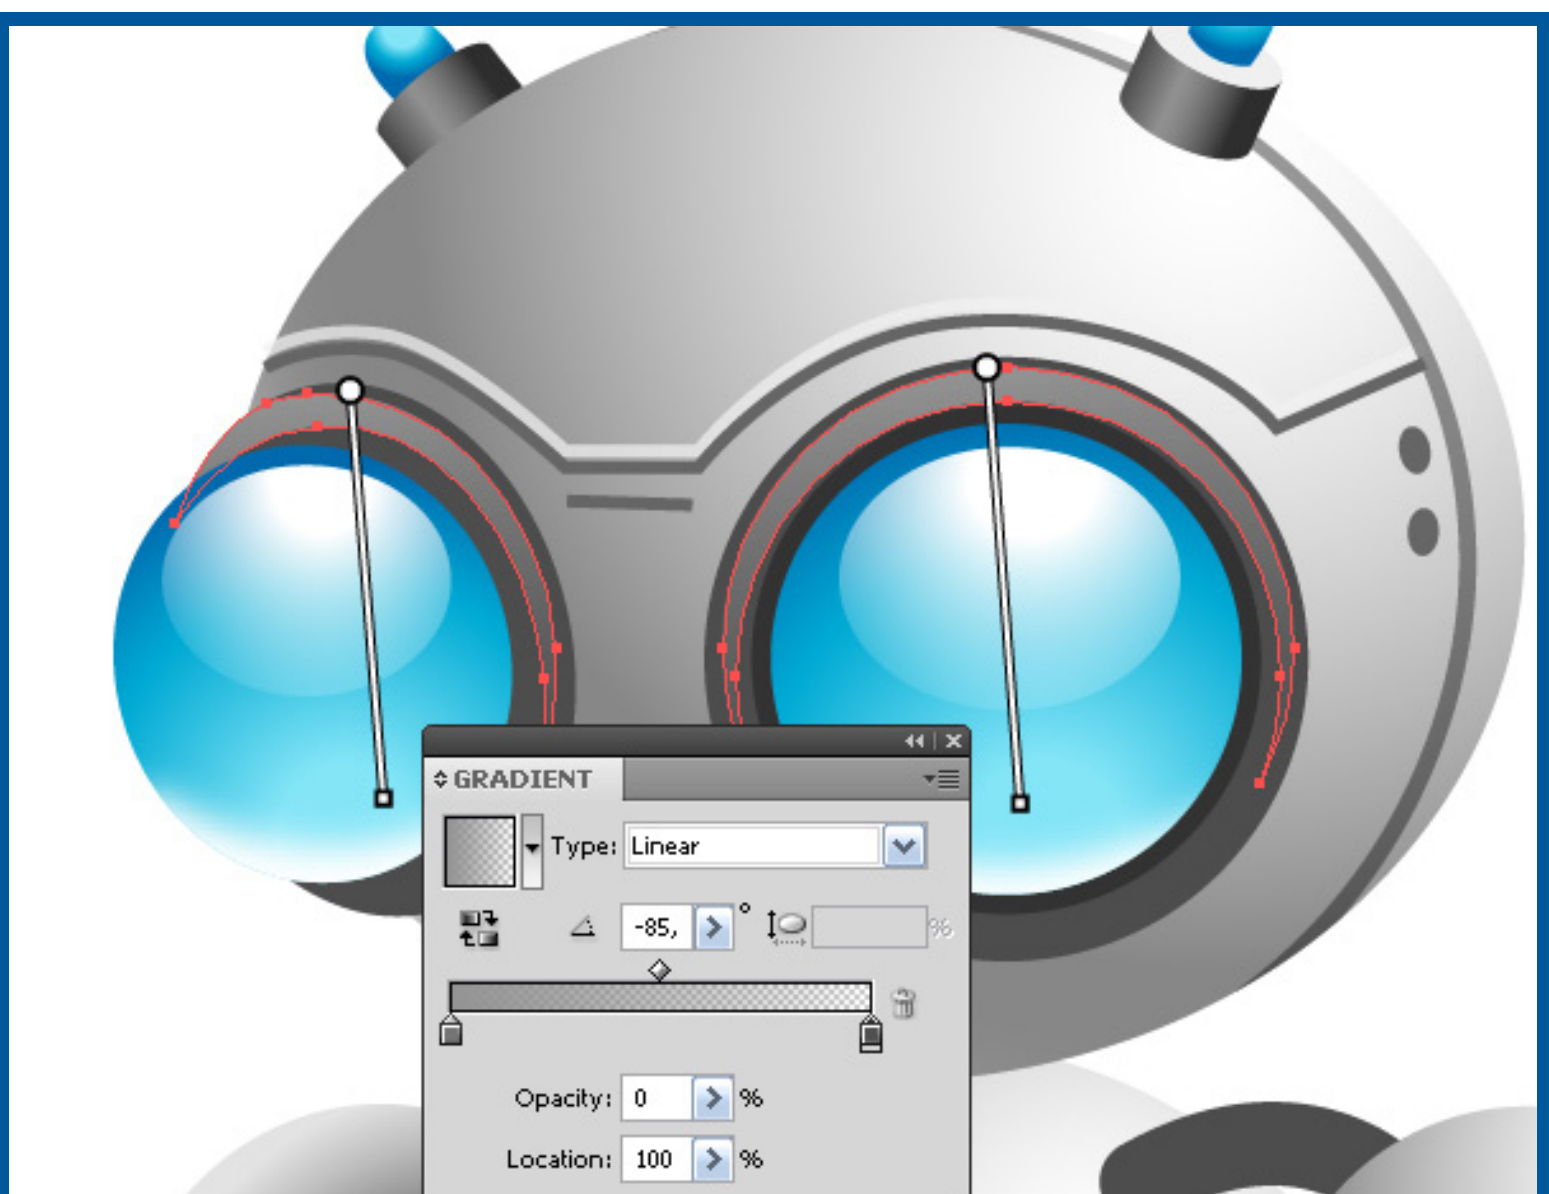 GRADIENT
Type: Linear
-85, ° %
Opacity: 0 %
Location: 100 %